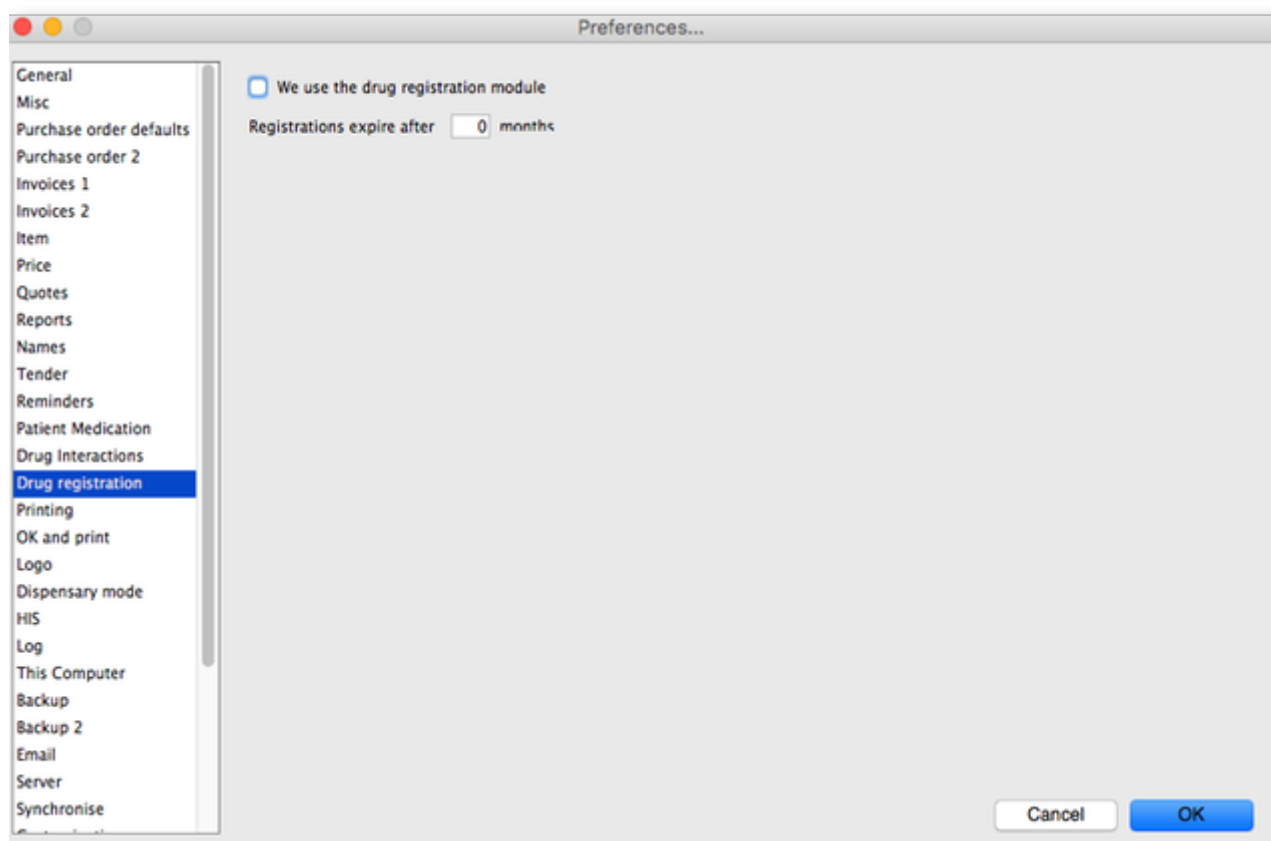 Preferences...
General
Misc
Purchase order defaults
Purchase order 2
Invoices 1
Invoices 2
Item
Price
Quotes
Reports
Names
Tender
Reminders
Patient Medication
Drug Interactions
Drug registration
Printing
OK and print
Logo
Dispensary mode
HIS
Log
This Computer
Backup
Backup 2
Email
Server
Synchronise
We use the drug registration module
Registrations expire after 0 months
Cancel OK